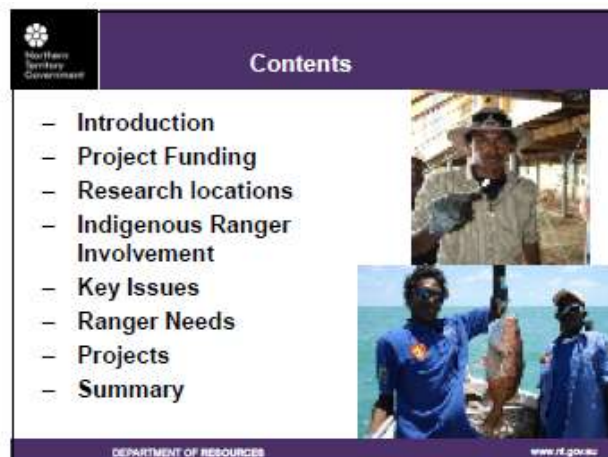 Northern
Territory
Government
Contents
– Introduction
– Project Funding
– Research locations
– Indigenous Ranger
Involvement
– Key Issues
– Ranger Needs
– Projects
– Summary
DEPARTMENT OF RESOURCES
www.nt.gov.au